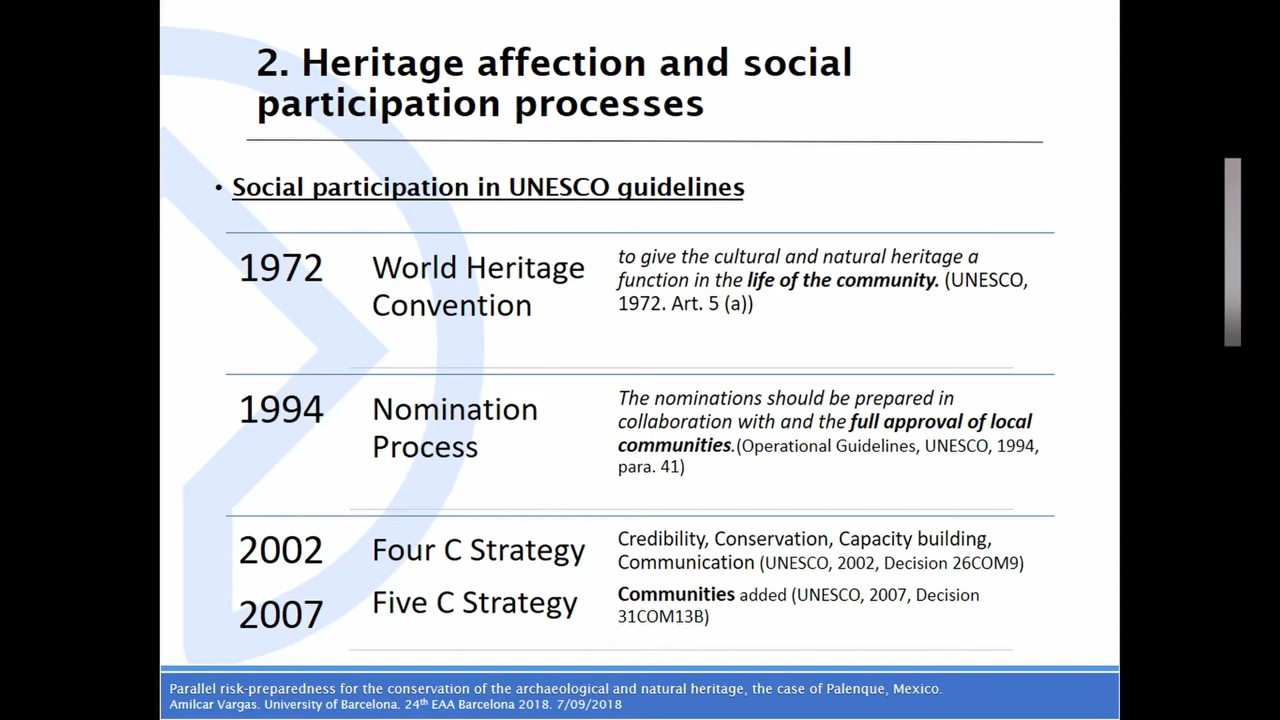 2. Heritage affection and social
participation processes
• Social participation in UNESCO guidelines
1972
World Heritage
Convention
to give the cultural and natural heritage a
function in the life of the community. (UNESCO,
1972. Art. 5 (a))
1994
Nomination
Process
The nominations should be prepared in
collaboration with and the full approval of local
communities.(Operational Guidelines, UNESCO, 1994,
para. 41)
2002
Four C Strategy
Credibility, Conservation, Capacity building,
Communication (UNESCO, 2002, Decision 26COM9)
2007
Five C Strategy
Communities added (UNESCO, 2007, Decision
31COM13B)
Parallel risk-preparedness for the conservation of the archaeological and natural heritage, the case of Palenque, Mexico.
Amilcar Vargas. University of Barcelona. 24th EAA Barcelona 2018. 7/09/2018